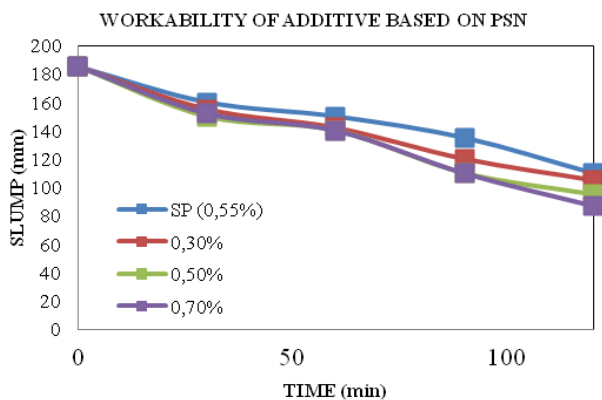 WORKABILITY OF ADDITIVE BASED ON PSN
200
180
160
140
120
100
80
60
40
20
0
SLUMP (mm)
SP (0,55%)
0,30%
0,50%
0,70%
0 50 100
TIME (min)